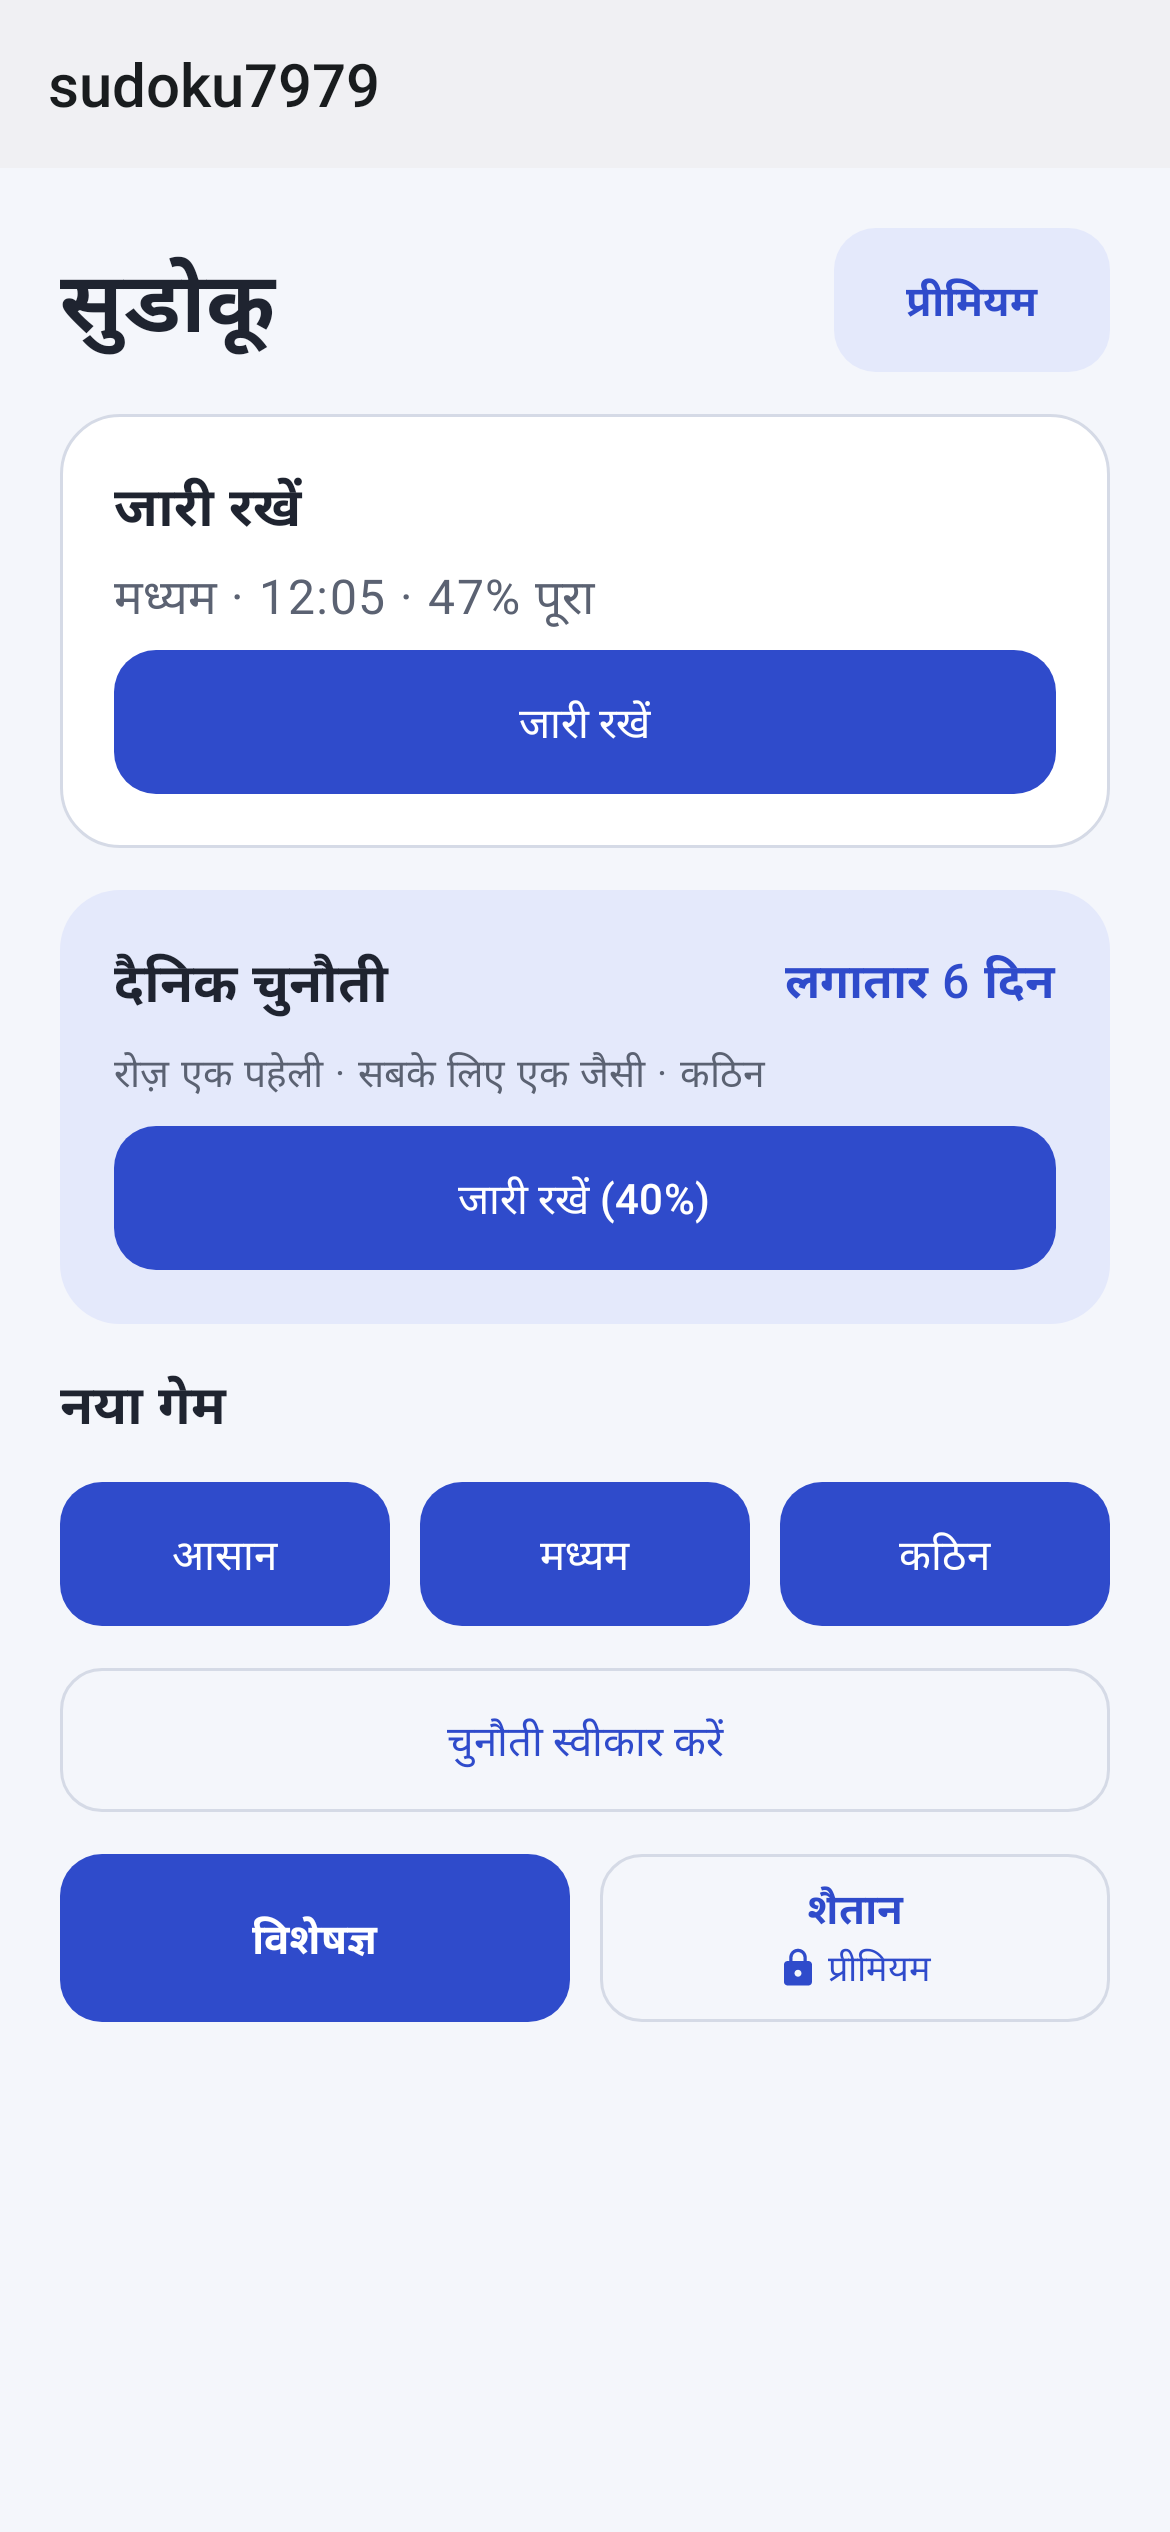 sudoku7979
सुडोकू
प्रीमियम
जारी रखें
मध्यम · 12:05 · 47% पूरा
जारी रखें
दैनिक चुनौती
लगातार 6 दिन
रोज़ एक पहेली · सबके लिए एक जैसी · कठिन
जारी रखें (40%)
नया गेम
आसान
मध्यम
कठिन
चुनौती स्वीकार करें
विशेषज्ञ
शैतान
प्रीमियम